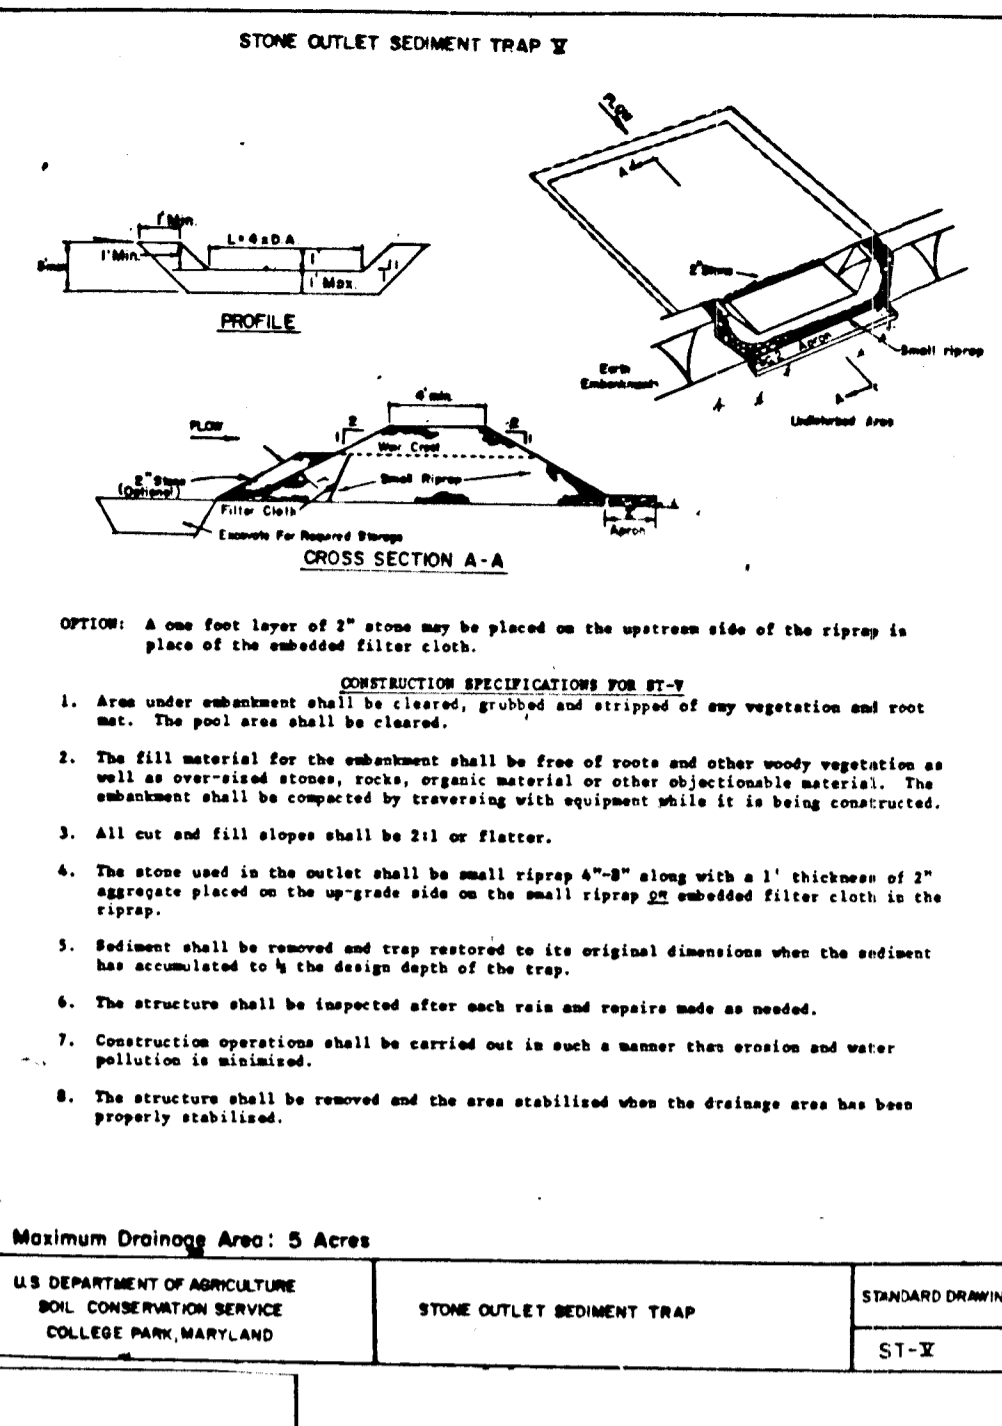 STONE OUTLET SEDIMENT TRAP V
FLOW
A
1' Min.
L=4xD.A
1' Min.
1'
5' max
1' Max.
PROFILE
2" Stone
Apron
Small riprap
Earth
Embankment
A
Undisturbed Area
4' min.
2
1
2
1
FLOW
Weir Crest
2" Stone
(Optional)
Small Riprap
Filter Cloth
Apron
Excavate For Required Storage
CROSS SECTION A-A
OPTION: A one foot layer of 2" stone may be placed on the upstream side of the riprap in
place of the embedded filter cloth.
CONSTRUCTION SPECIFICATIONS FOR ST-V
1. Area under embankment shall be cleared, grubbed and stripped of any vegetation and root
mat. The pool area shall be cleared.
2. The fill material for the embankment shall be free of roots and other woody vegetation as
well as over-sized stones, rocks, organic material or other objectionable material. The
embankment shall be compacted by traversing with equipment while it is being constructed.
3. All cut and fill slopes shall be 2:1 or flatter.
4. The stone used in the outlet shall be small riprap 4"-8" along with a 1' thickness of 2"
aggregate placed on the up-grade side on the small riprap OR embedded filter cloth in the
riprap.
5. Sediment shall be removed and trap restored to its original dimensions when the sediment
has accumulated to ½ the design depth of the trap.
6. The structure shall be inspected after each rain and repairs made as needed.
7. Construction operations shall be carried out in such a manner than erosion and water
pollution is minimized.
8. The structure shall be removed and the area stabilized when the drainage area has been
properly stabilized.
Maximum Drainage Area: 5 Acres
U.S DEPARTMENT OF AGRICULTURE
SOIL CONSERVATION SERVICE
COLLEGE PARK, MARYLAND
STONE OUTLET SEDIMENT TRAP
STANDARD DRAWIN
ST-V